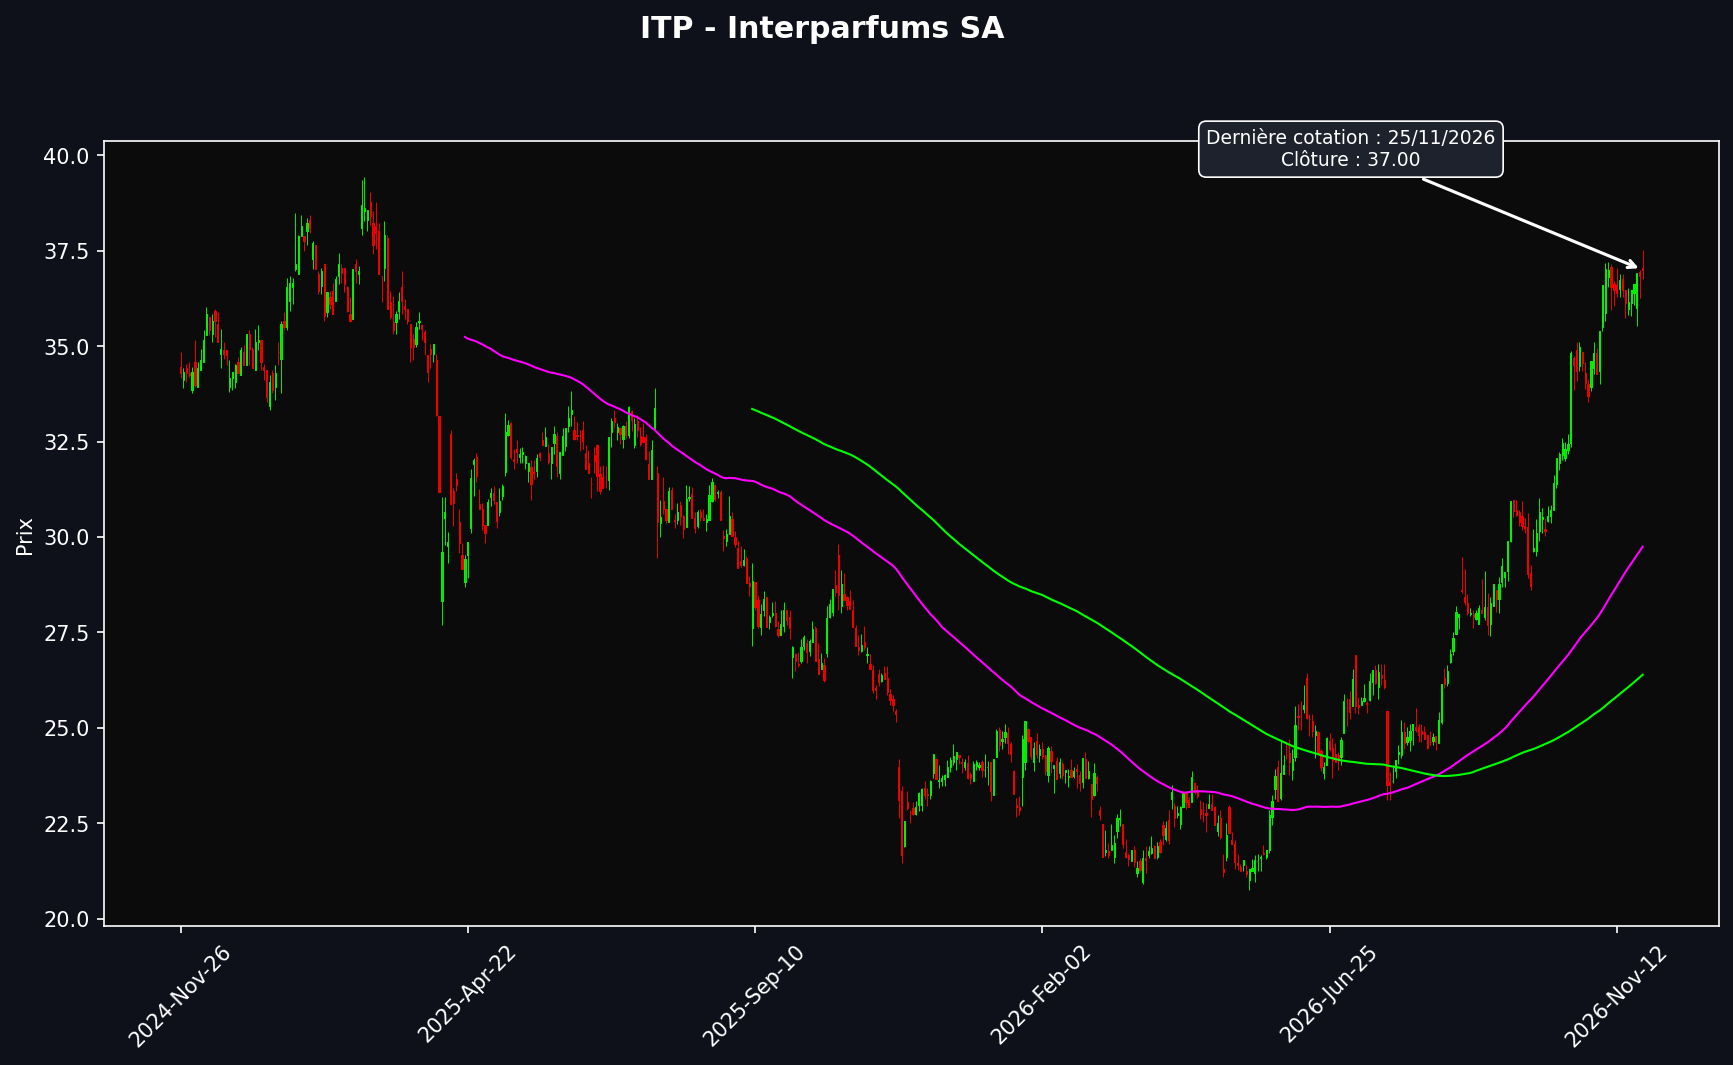 ITP - Interparfums SA
Dernière cotation : 25/11/2026
Clôture : 37.00
40.0
37.5
35.0
32.5
30.0
27.5
25.0
22.5
20.0
Prix
2024-Nov-26
2025-Apr-22
2025-Sep-10
2026-Feb-02
2026-Jun-25
2026-Nov-12